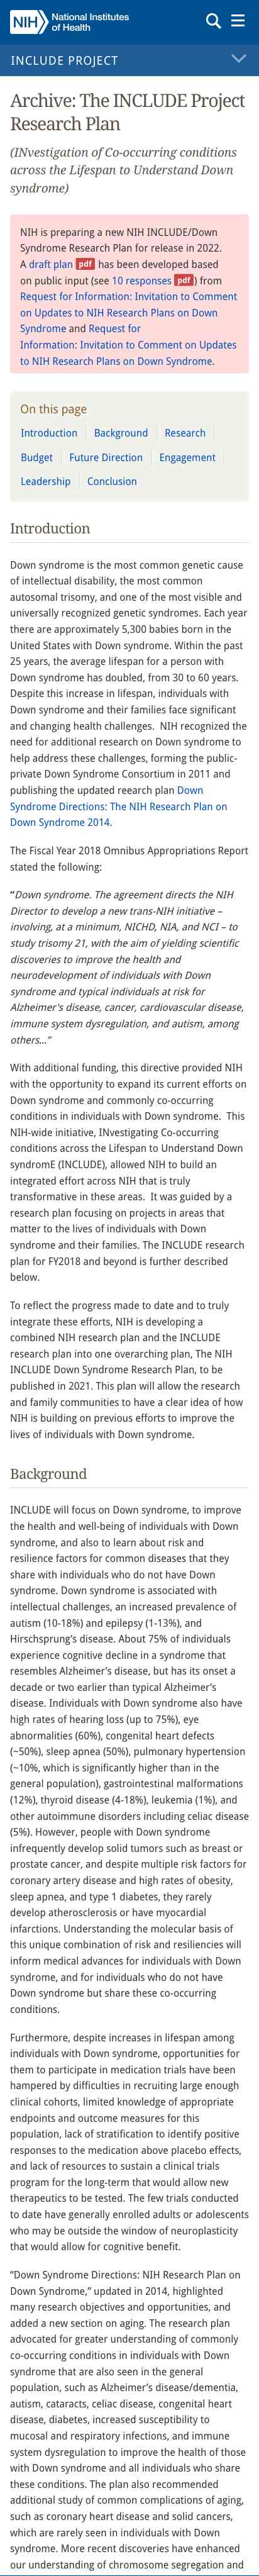 NIH National Institutes
of Health
INCLUDE PROJECT
Archive: The INCLUDE Project
Research Plan
(INvestigation of Co-occurring conditions
across the Lifespan to Understand Down
syndrome)
NIH is preparing a new NIH INCLUDE/Down
Syndrome Research Plan for release in 2022.
A draft plan pdf has been developed based
on public input (see 10 responses pdf) from
Request for Information: Invitation to Comment
on Updates to NIH Research Plans on Down
Syndrome and Request for
Information: Invitation to Comment on Updates
to NIH Research Plans on Down Syndrome.
On this page
Introduction Background Research
Budget Future Direction Engagement
Leadership Conclusion
Introduction
Down syndrome is the most common genetic cause
of intellectual disability, the most common
autosomal trisomy, and one of the most visible and
universally recognized genetic syndromes. Each year
there are approximately 5,300 babies born in the
United States with Down syndrome. Within the past
25 years, the average lifespan for a person with
Down syndrome has doubled, from 30 to 60 years.
Despite this increase in lifespan, individuals with
Down syndrome and their families face significant
and changing health challenges.  NIH recognized the
need for additional research on Down syndrome to
help address these challenges, forming the public-
private Down Syndrome Consortium in 2011 and
publishing the updated reearch plan Down
Syndrome Directions: The NIH Research Plan on
Down Syndrome 2014.
The Fiscal Year 2018 Omnibus Appropriations Report
stated the following:
“Down syndrome. The agreement directs the NIH
Director to develop a new trans-NIH initiative –
involving, at a minimum, NICHD, NIA, and NCI – to
study trisomy 21, with the aim of yielding scientific
discoveries to improve the health and
neurodevelopment of individuals with Down
syndrome and typical individuals at risk for
Alzheimer's disease, cancer, cardiovascular disease,
immune system dysregulation, and autism, among
others...”
With additional funding, this directive provided NIH
with the opportunity to expand its current efforts on
Down syndrome and commonly co-occurring
conditions in individuals with Down syndrome.  This
NIH-wide initiative, INvestigating Co-occurring
conditions across the Lifespan to Understand Down
syndromE (INCLUDE), allowed NIH to build an
integrated effort across NIH that is truly
transformative in these areas.  It was guided by a
research plan focusing on projects in areas that
matter to the lives of individuals with Down
syndrome and their families. The INCLUDE research
plan for FY2018 and beyond is further described
below.
To reflect the progress made to date and to truly
integrate these efforts, NIH is developing a
combined NIH research plan and the INCLUDE
research plan into one overarching plan, The NIH
INCLUDE Down Syndrome Research Plan, to be
published in 2021. This plan will allow the research
and family communities to have a clear idea of how
NIH is building on previous efforts to improve the
lives of individuals with Down syndrome.
Background
INCLUDE will focus on Down syndrome, to improve
the health and well-being of individuals with Down
syndrome, and also to learn about risk and
resilience factors for common diseases that they
share with individuals who do not have Down
syndrome. Down syndrome is associated with
intellectual challenges, an increased prevalence of
autism (10-18%) and epilepsy (1-13%), and
Hirschsprung’s disease. About 75% of individuals
experience cognitive decline in a syndrome that
resembles Alzheimer’s disease, but has its onset a
decade or two earlier than typical Alzheimer’s
disease. Individuals with Down syndrome also have
high rates of hearing loss (up to 75%), eye
abnormalities (60%), congenital heart defects
(~50%), sleep apnea (50%), pulmonary hypertension
(~10%, which is significantly higher than in the
general population), gastrointestinal malformations
(12%), thyroid disease (4-18%), leukemia (1%), and
other autoimmune disorders including celiac disease
(5%). However, people with Down syndrome
infrequently develop solid tumors such as breast or
prostate cancer, and despite multiple risk factors for
coronary artery disease and high rates of obesity,
sleep apnea, and type 1 diabetes, they rarely
develop atherosclerosis or have myocardial
infarctions. Understanding the molecular basis of
this unique combination of risk and resiliencies will
inform medical advances for individuals with Down
syndrome, and for individuals who do not have
Down syndrome but share these co-occurring
conditions.
Furthermore, despite increases in lifespan among
individuals with Down syndrome, opportunities for
them to participate in medication trials have been
hampered by difficulties in recruiting large enough
clinical cohorts, limited knowledge of appropriate
endpoints and outcome measures for this
population, lack of stratification to identify positive
responses to the medication above placebo effects,
and lack of resources to sustain a clinical trials
program for the long-term that would allow new
therapeutics to be tested. The few trials conducted
to date have generally enrolled adults or adolescents
who may be outside the window of neuroplasticity
that would allow for cognitive benefit.
“Down Syndrome Directions: NIH Research Plan on
Down Syndrome,” updated in 2014, highlighted
many research objectives and opportunities, and
added a new section on aging. The research plan
advocated for greater understanding of commonly
co-occurring conditions in individuals with Down
syndrome that are also seen in the general
population, such as Alzheimer’s disease/dementia,
autism, cataracts, celiac disease, congenital heart
disease, diabetes, increased susceptibility to
mucosal and respiratory infections, and immune
system dysregulation to improve the health of those
with Down syndrome and all individuals who share
these conditions. The plan also recommended
additional study of common complications of aging,
such as coronary heart disease and solid cancers,
which are rarely seen in individuals with Down
syndrome. More recent discoveries have enhanced
our understanding of chromosome segregation and